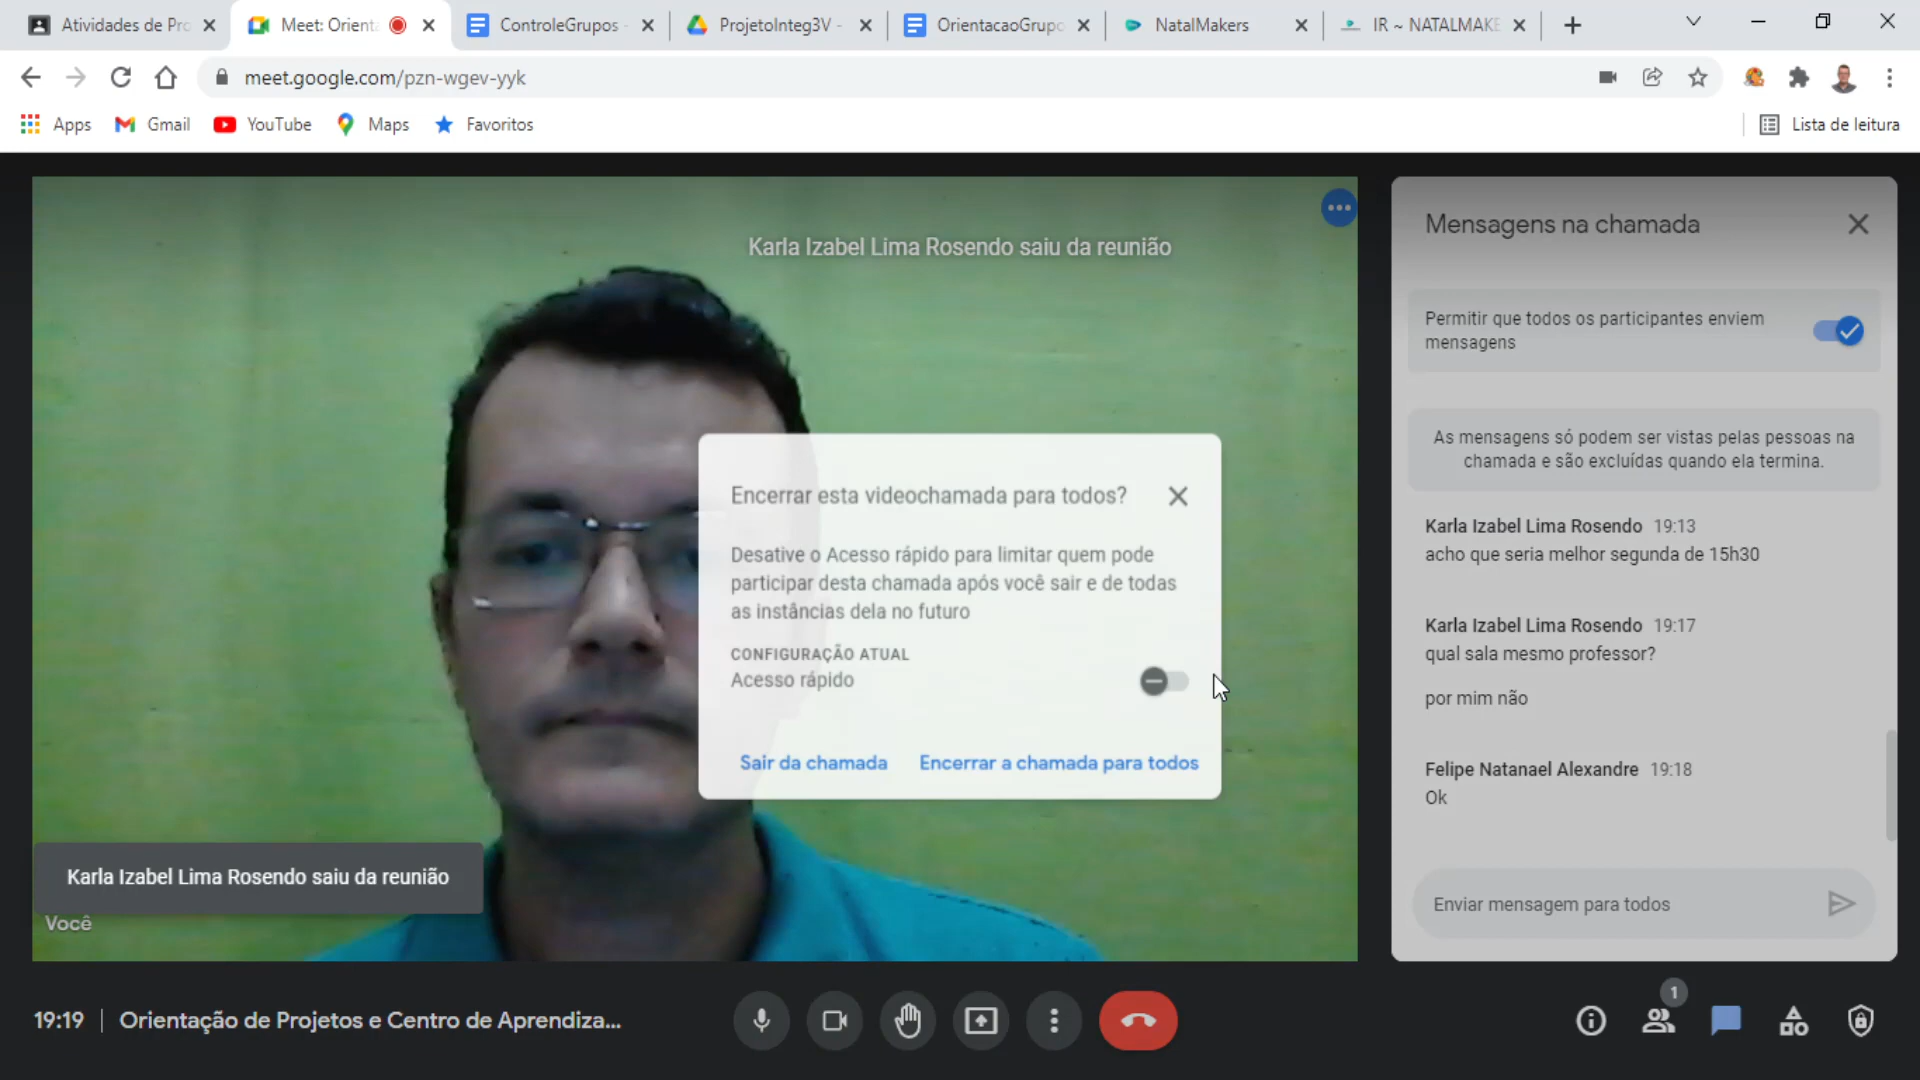 Atividades de Pro
Meet: Orienta
ControleGrupos -
ProjetoInteg3V -
OrientacaoGrupo
NatalMakers
IR ~ NATALMAKE
meet.google.com/pzn-wgev-yyk
Apps
Gmail
YouTube
Maps
Favoritos
Lista de leitura
Karla Izabel Lima Rosendo saiu da reunião
Encerrar esta videochamada para todos?
Desative o Acesso rápido para limitar quem pode
participar desta chamada após você sair e de todas
as instâncias dela no futuro
CONFIGURAÇÃO ATUAL
Acesso rápido
Sair da chamada
Encerrar a chamada para todos
Karla Izabel Lima Rosendo saiu da reunião
Você
Mensagens na chamada
Permitir que todos os participantes enviem
mensagens
As mensagens só podem ser vistas pelas pessoas na
chamada e são excluídas quando ela termina.
Karla Izabel Lima Rosendo 19:13
acho que seria melhor segunda de 15h30
Karla Izabel Lima Rosendo 19:17
qual sala mesmo professor?
por mim não
Felipe Natanael Alexandre 19:18
Ok
Enviar mensagem para todos
19:19
Orientação de Projetos e Centro de Aprendiza...
1